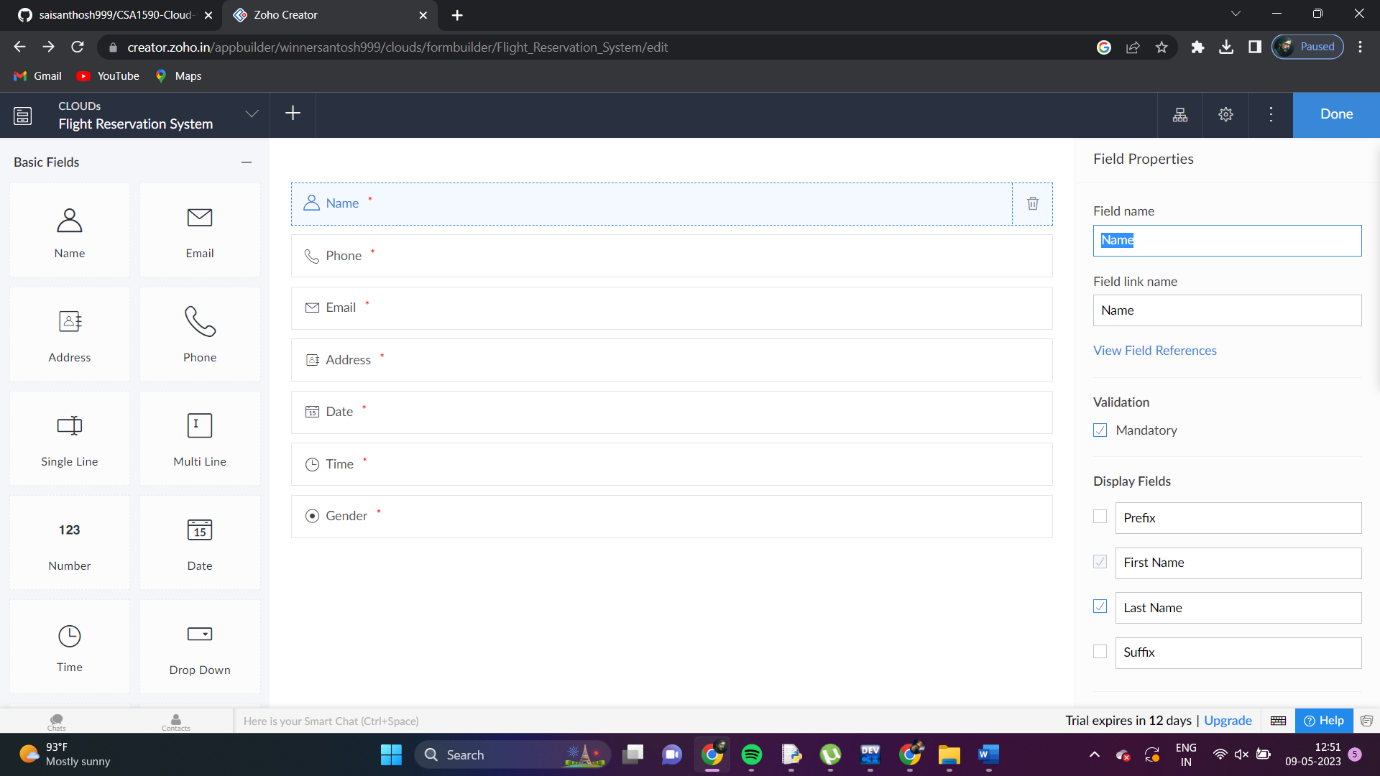 saisanthosh999/CSA1590-Cloud-
Zoho Creator
creator.zoho.in/appbuilder/winnersantosh999/clouds/formbuilder/Flight_Reservation_System/edit
Paused
Gmail
YouTube
Maps
CLOUDs
Flight Reservation System
Done
Basic Fields
Name
Email
Address
Phone
Single Line
Multi Line
123
Number
15
Date
Time
Drop Down
Name *
Phone *
Email *
Address *
15 Date *
Time *
Gender *
Field Properties
Field name
Name
Field link name
Name
View Field References
Validation
Mandatory
Display Fields
Prefix
First Name
Last Name
Suffix
Chats
Contacts
Here is your Smart Chat (Ctrl+Space)
Trial expires in 12 days | Upgrade
Help
93°F
Mostly sunny
Search
DEV
W
ENG
IN
12:51
09-05-2023
5